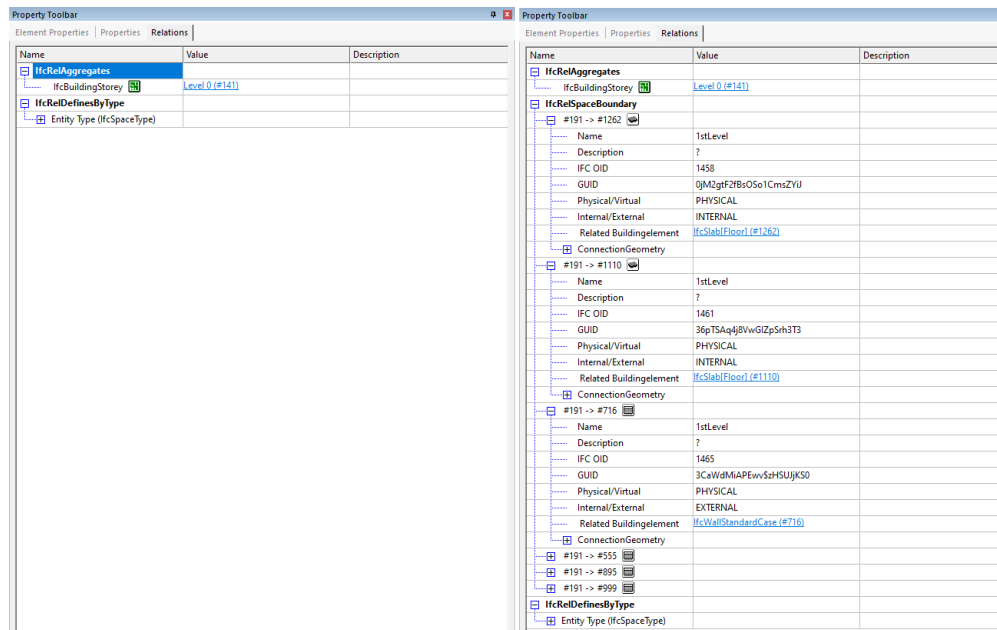 Property Toolbar
Element Properties Properties Relations
Name Value Description
IfcRelAggregates
IfcBuildingStorey Level 0 (#141)
IfcRelDefinesByType
Entity Type (IfcSpaceType)
Property Toolbar
Element Properties Properties Relations
Name Value Description
IfcRelAggregates
IfcBuildingStorey Level 0 (#141)
IfcRelSpaceBoundary
#191 -> #1262
Name 1stLevel
Description ?
IFC OID 1458
GUID 0jM2gtF2fBsOSo1CmsZYiJ
Physical/Virtual PHYSICAL
Internal/External INTERNAL
Related Buildingelement IfcSlab[Floor] (#1262)
ConnectionGeometry
#191 -> #1110
Name 1stLevel
Description ?
IFC OID 1461
GUID 36pTSAq4j8VwGIZpSrh3T3
Physical/Virtual PHYSICAL
Internal/External INTERNAL
Related Buildingelement IfcSlab[Floor] (#1110)
ConnectionGeometry
#191 -> #716
Name 1stLevel
Description ?
IFC OID 1465
GUID 3CaWdMiAPEwv$zHSUJjKS0
Physical/Virtual PHYSICAL
Internal/External EXTERNAL
Related Buildingelement IfcWallStandardCase (#716)
ConnectionGeometry
#191 -> #555
#191 -> #895
#191 -> #999
IfcRelDefinesByType
Entity Type (IfcSpaceType)